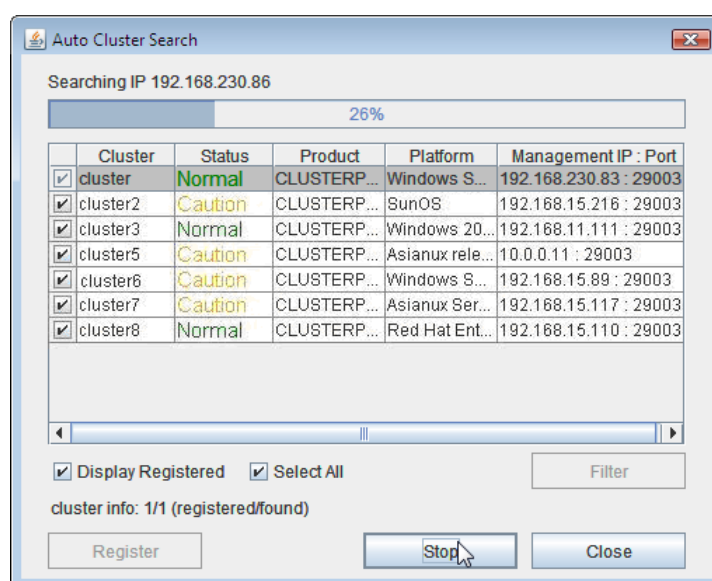 Auto Cluster Search
Searching IP 192.168.230.86
26%
Cluster Status Product Platform Management IP : Port
cluster Normal CLUSTERP... Windows S... 192.168.230.83 : 29003
cluster2 Caution CLUSTERP... SunOS 192.168.15.216 : 29003
cluster3 Normal CLUSTERP... Windows 20... 192.168.11.111 : 29003
cluster5 Caution CLUSTERP... Asianux rele... 10.0.0.11 : 29003
cluster6 Caution CLUSTERP... Windows S... 192.168.15.89 : 29003
cluster7 Caution CLUSTERP... Asianux Ser... 192.168.15.117 : 29003
cluster8 Normal CLUSTERP... Red Hat Ent... 192.168.15.110 : 29003
Display Registered Select All Filter
cluster info: 1/1 (registered/found)
Register Stop Close